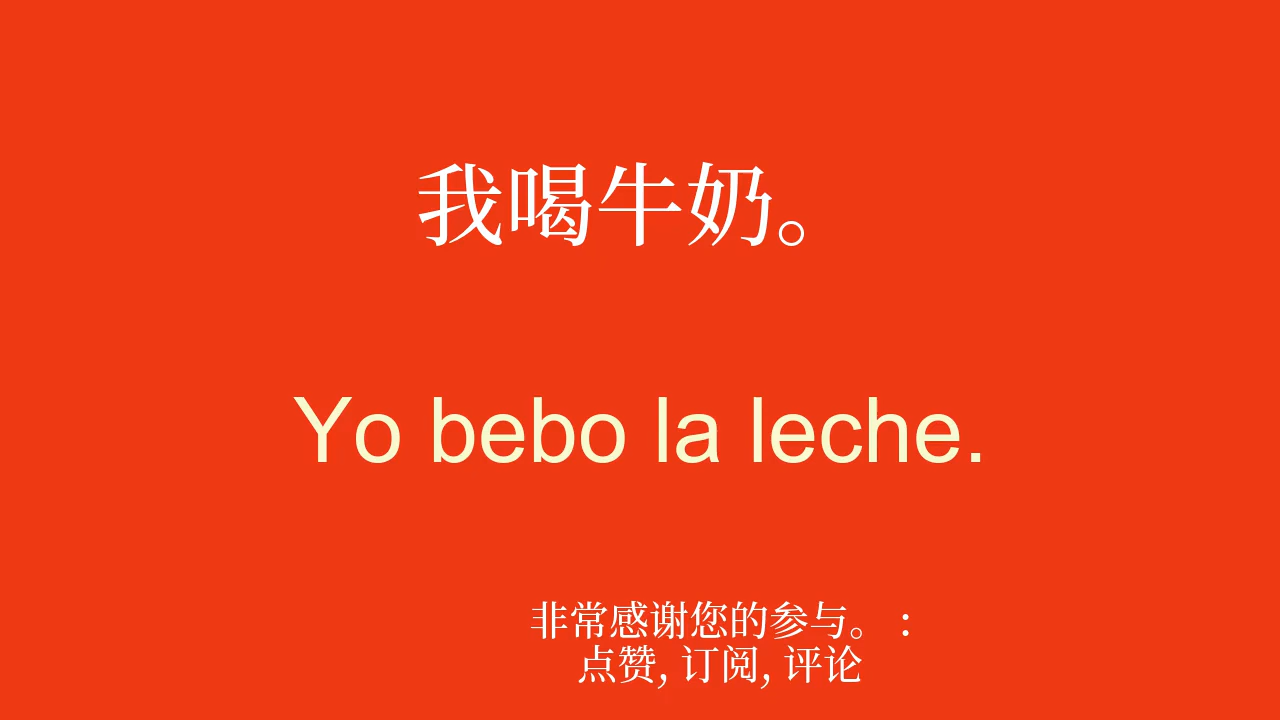 我喝牛奶。
Yo bebo la leche.
非常感谢您的参与。 :
点赞, 订阅, 评论